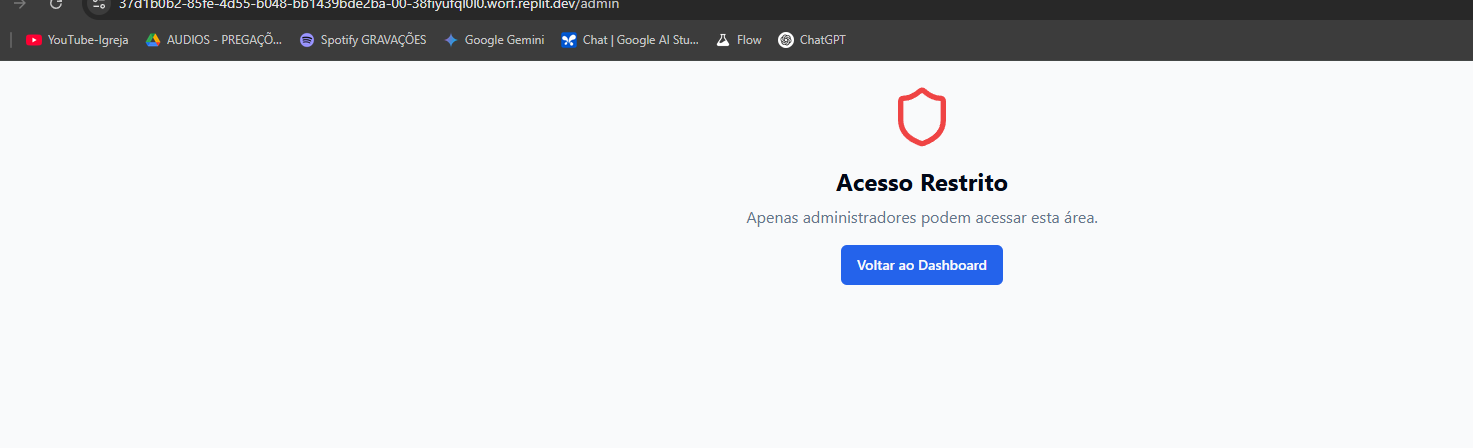 37d1b0b2-85fe-4d55-b048-bb1439bde2ba-00-38fiyufql0l0.worf.replit.dev/admin
YouTube-Igreja AUDIOS - PREGAÇÕ... Spotify GRAVAÇÕES Google Gemini Chat | Google AI Stu... Flow ChatGPT
Acesso Restrito
Apenas administradores podem acessar esta área.
Voltar ao Dashboard